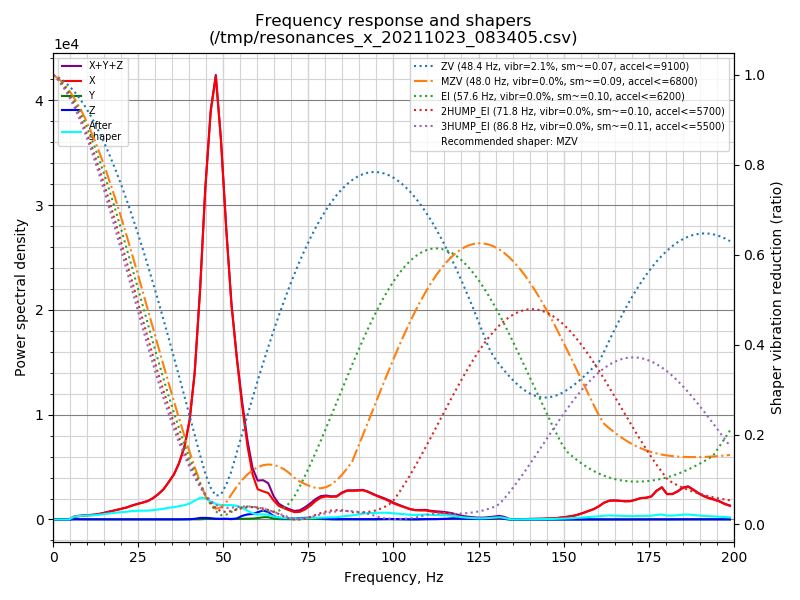 Frequency response and shapers
(/tmp/resonances_x_20211023_083405.csv)
1e4
X+Y+Z
X
Y
Z
After
shaper
ZV (48.4 Hz, vibr=2.1%, sm~=0.07, accel<=9100)
MZV (48.0 Hz, vibr=0.0%, sm~=0.09, accel<=6800)
EI (57.6 Hz, vibr=0.0%, sm~=0.10, accel<=6200)
2HUMP_EI (71.8 Hz, vibr=0.0%, sm~=0.10, accel<=5700)
3HUMP_EI (86.8 Hz, vibr=0.0%, sm~=0.11, accel<=5500)
Recommended shaper: MZV
4
3
2
1
0
Power spectral density
1.0
0.8
0.6
0.4
0.2
0.0
Shaper vibration reduction (ratio)
0 25 50 75 100 125 150 175 200
Frequency, Hz